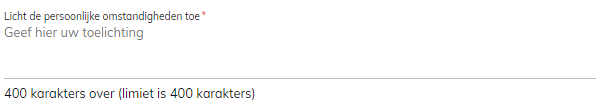 Licht de persoonlijke omstandigheden toe *
Geef hier uw toelichting
400 karakters over (limiet is 400 karakters)